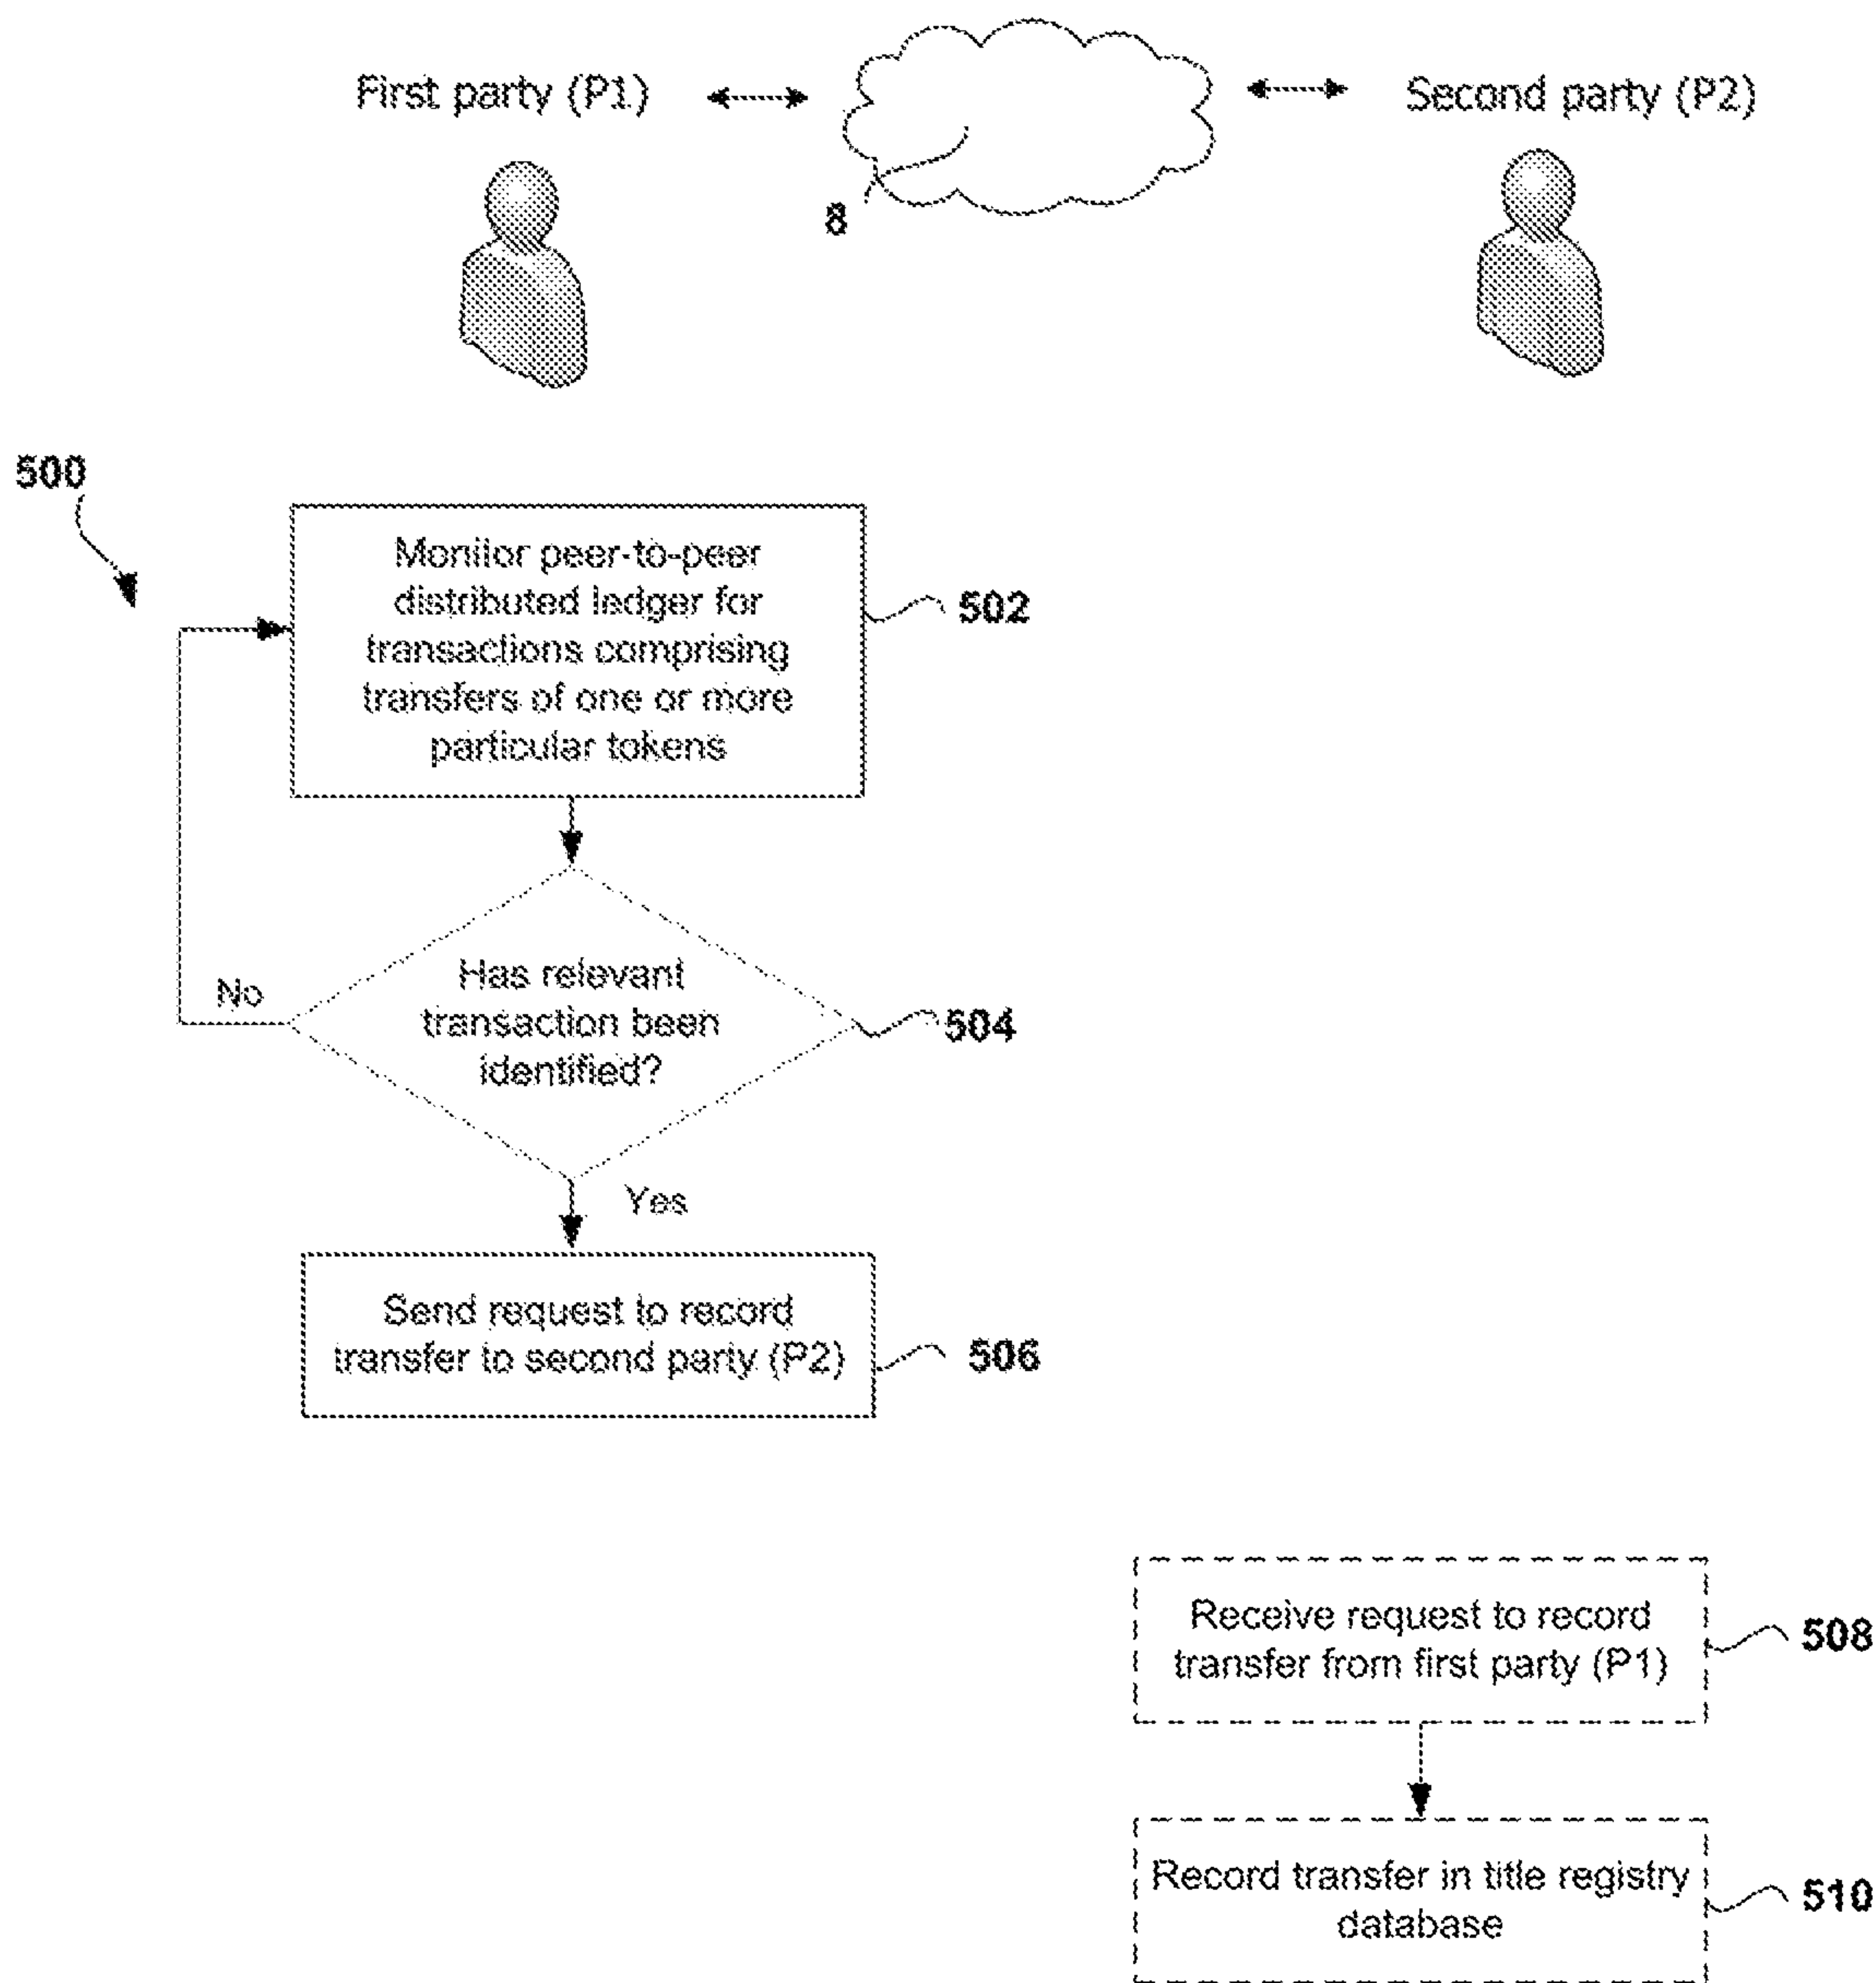 First party (P1)
Second party (P2)
8
500
Monitor peer-to-peer
distributed ledger for
transactions comprising
transfers of one or more
particular tokens
502
No
Has relevant
transaction been
identified?
504
Yes
Send request to record
transfer to second party (P2)
506
Receive request to record
transfer from first party (P1)
508
Record transfer in title registry
database
510